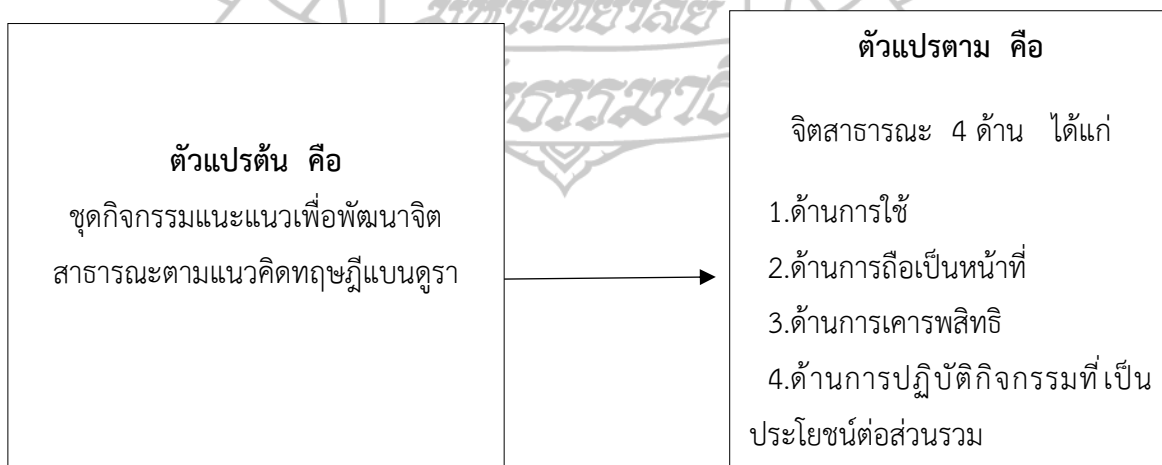 ตัวแปรต้น คือ
ชุดกิจกรรมแนะแนวเพื่อพัฒนาจิต
สาธารณะตามแนวคิดทฤษฎีแบนดูรา
ตัวแปรตาม คือ
จิตสาธารณะ 4 ด้าน ได้แก่
1.ด้านการใช้
2.ด้านการถือเป็นหน้าที่
3.ด้านการเคารพสิทธิ
4.ด้านการปฏิบัติกิจกรรมที่เป็น
ประโยชน์ต่อส่วนรวม